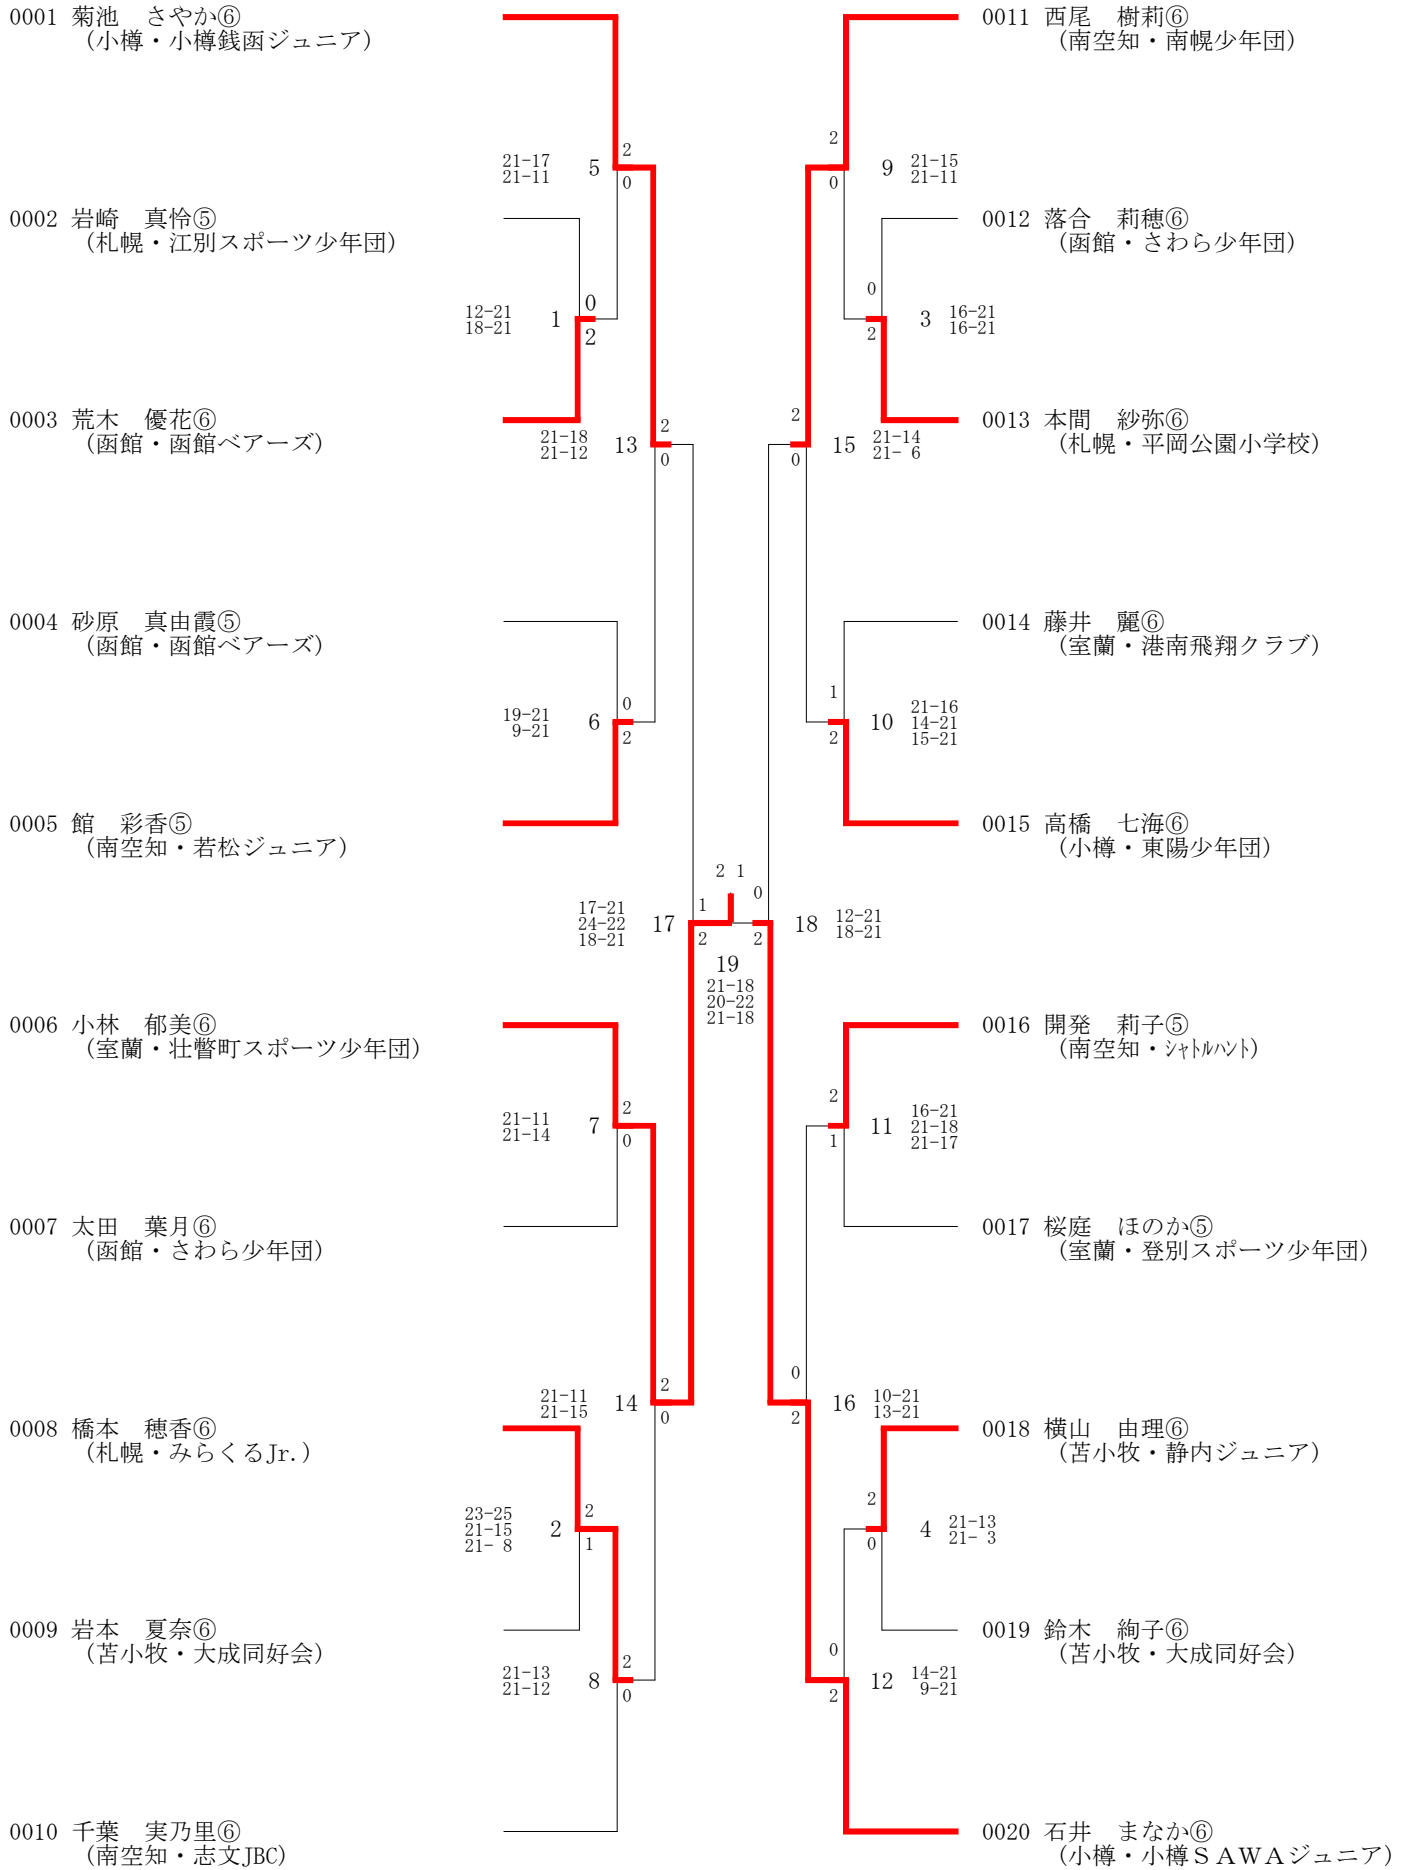 0001 菊池　さやか⑥
（小樽・小樽銭函ジュニア）
21-17
21-11
5
2
0
0002 岩崎　真怜⑤
（札幌・江別スポーツ少年団）
12-21
18-21
1
0
2
0003 荒木　優花⑥
（函館・函館ベアーズ）
21-18
21-12
13
2
0
0004 砂原　真由霞⑤
（函館・函館ベアーズ）
19-21
9-21
6
0
2
0005 館　彩香⑤
（南空知・若松ジュニア）
17-21
24-22
18-21
17
1
2
2 1
19
21-18
20-22
21-18
0006 小林　郁美⑥
（室蘭・壮瞥町スポーツ少年団）
21-11
21-14
7
2
0
0007 太田　葉月⑥
（函館・さわら少年団）
21-11
21-15
14
2
0
0008 橋本　穂香⑥
（札幌・みらくるJr.）
23-25
21-15
21- 8
2
2
1
0009 岩本　夏奈⑥
（苫小牧・大成同好会）
21-13
21-12
8
2
0
0010 千葉　実乃里⑥
（南空知・志文JBC）
0011 西尾　樹莉⑥
（南空知・南幌少年団）
2
0
9
21-15
21-11
0012 落合　莉穂⑥
（函館・さわら少年団）
0
2
3
16-21
16-21
0013 本間　紗弥⑥
（札幌・平岡公園小学校）
2
0
15
21-14
21- 6
0014 藤井　麗⑥
（室蘭・港南飛翔クラブ）
1
2
10
21-16
14-21
15-21
0015 高橋　七海⑥
（小樽・東陽少年団）
0
2
18
12-21
18-21
0016 開発　莉子⑤
（南空知・ｼｬﾄﾙﾊﾝﾄ）
2
1
11
16-21
21-18
21-17
0017 桜庭　ほのか⑤
（室蘭・登別スポーツ少年団）
0
2
16
10-21
13-21
0018 横山　由理⑥
（苫小牧・静内ジュニア）
2
0
4
21-13
21- 3
0019 鈴木　絢子⑥
（苫小牧・大成同好会）
0
2
12
14-21
9-21
0020 石井　まなか⑥
（小樽・小樽ＳＡＷＡジュニア）